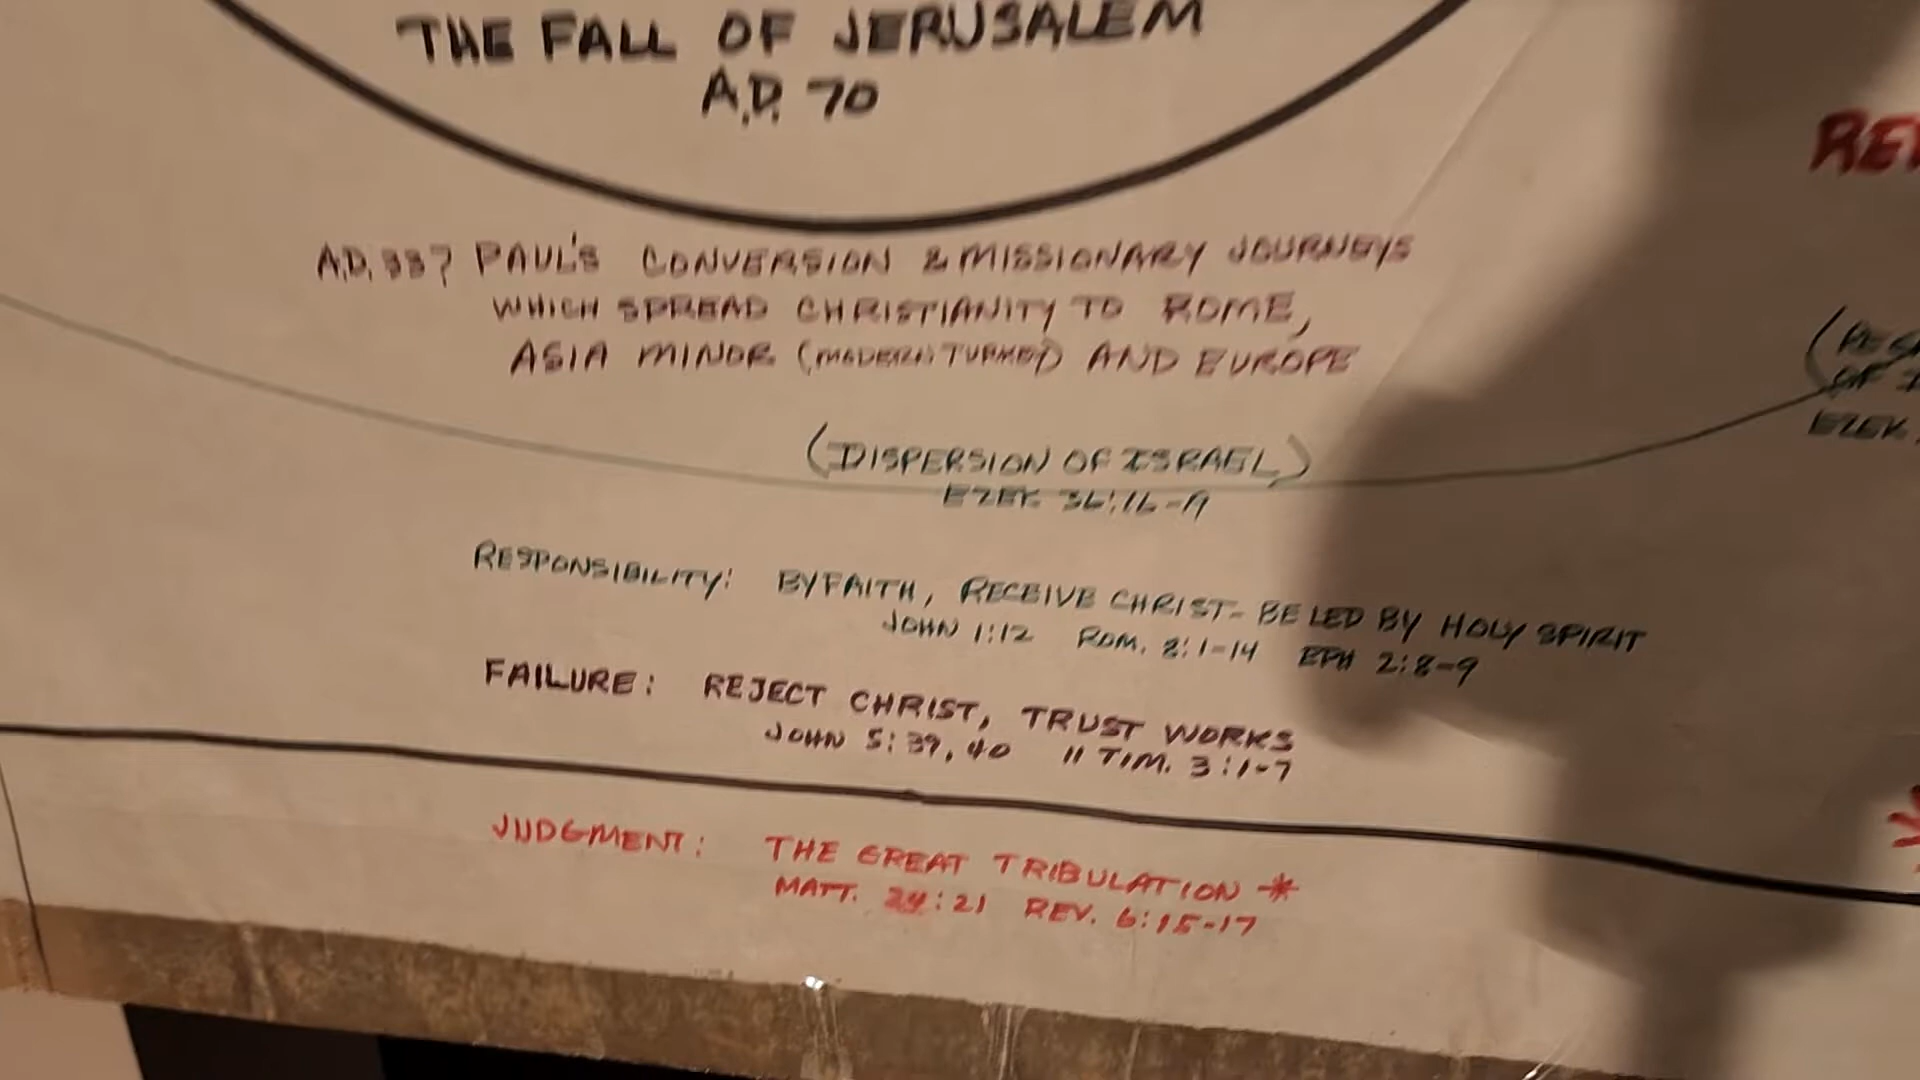 THE FALL OF JERUSALEM
A.D. 70
A.D. 33? PAUL'S CONVERSION & MISSIONARY JOURNEYS
WHICH SPREAD CHRISTIANITY TO ROME,
ASIA MINOR (MODERN TURKEY) AND EUROPE
(DISPERSION OF ISRAEL)
EZEK 36:16-19
RESPONSIBILITY: BY FAITH, RECEIVE CHRIST- BE LED BY HOLY SPIRIT
JOHN 1:12 ROM. 8:1-14 EPH 2:8-9
FAILURE: REJECT CHRIST, TRUST WORKS
JOHN 5:39,40 II TIM. 3:1-7
JUDGMENT: THE GREAT TRIBULATION *
MATT. 24:21 REV. 6:15-17
EZEK.